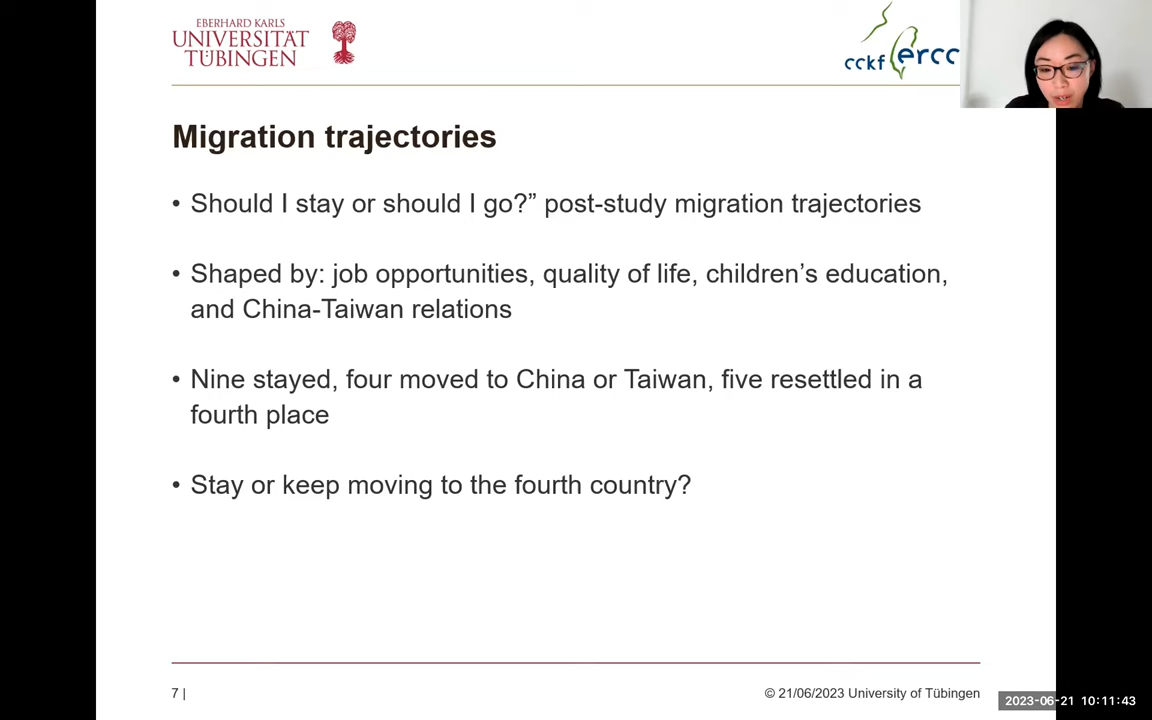 EBERHARD KARLS
UNIVERSITÄT
TÜBINGEN
cckf ercc
Migration trajectories
• Should I stay or should I go?” post-study migration trajectories
• Shaped by: job opportunities, quality of life, children’s education,
and China-Taiwan relations
• Nine stayed, four moved to China or Taiwan, five resettled in a
fourth place
• Stay or keep moving to the fourth country?
7 |
© 21/06/2023 University of Tübingen
2023-06-21 10:11:43